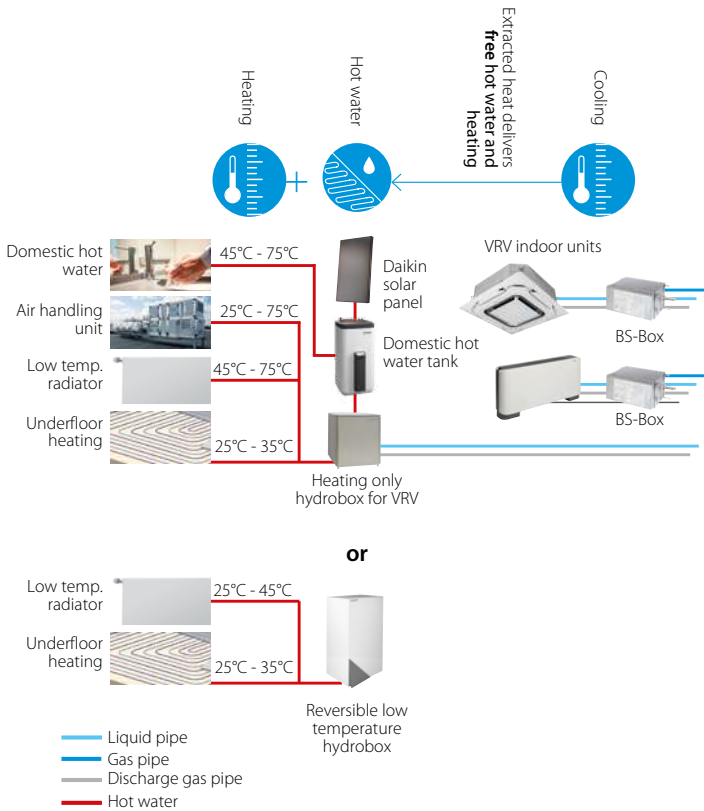 Heating
Hot water
Extracted heat delivers
free hot water and
heating
Cooling
Domestic hot
water
45°C - 75°C
Air handling
unit
25°C - 75°C
Low temp.
radiator
45°C - 75°C
Underfloor
heating
25°C - 35°C
Daikin
solar
panel
Domestic hot
water tank
Heating only
hydrobox for VRV
VRV indoor units
BS-Box
BS-Box
or
Low temp.
radiator
25°C - 45°C
Underfloor
heating
25°C - 35°C
Reversible low
temperature
hydrobox
Liquid pipe
Gas pipe
Discharge gas pipe
Hot water